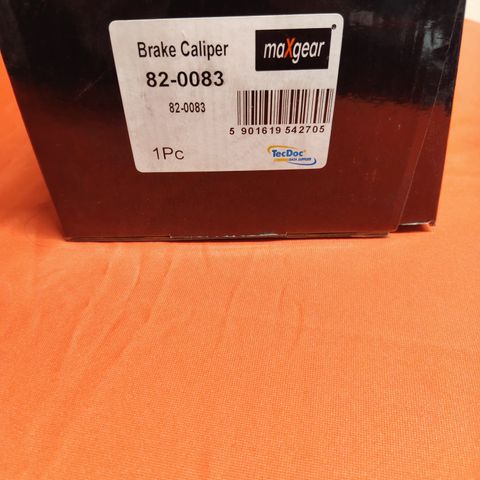 Brake Caliper
maXgear®
82-0083
82-0083
5 901619 542705
1Pc
TecDoc